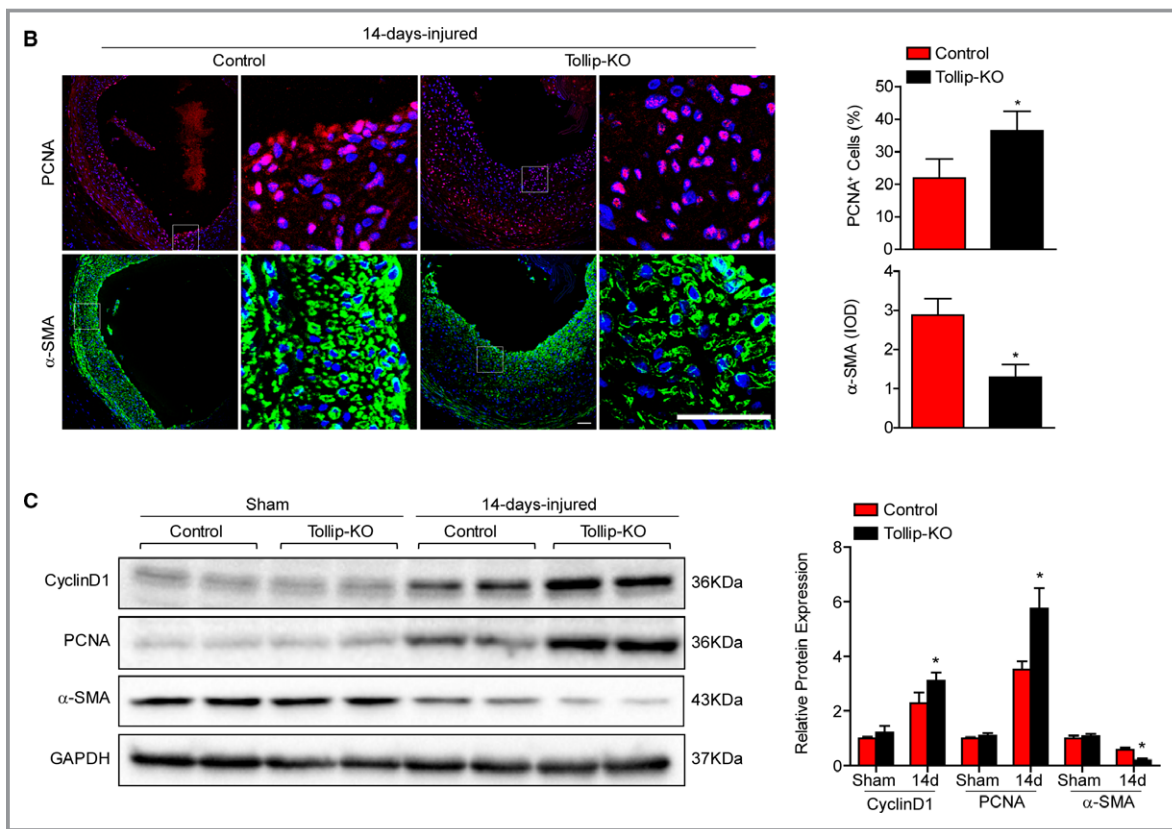 B
14-days-injured
Control Tollip-KO
PCNA
α-SMA
Control
Tollip-KO
PCNA⁺ Cells (%)
50
40
30
20
10
0
*
α-SMA (IOD)
4
3
2
1
0
*
C
Sham 14-days-injured
Control Tollip-KO Control Tollip-KO
CyclinD1 36KDa
PCNA 36KDa
α-SMA 43KDa
GAPDH 37KDa
Control
Tollip-KO
Relative Protein Expression
8
6
4
2
0
* * *
Sham 14d Sham 14d Sham 14d
CyclinD1 PCNA α-SMA